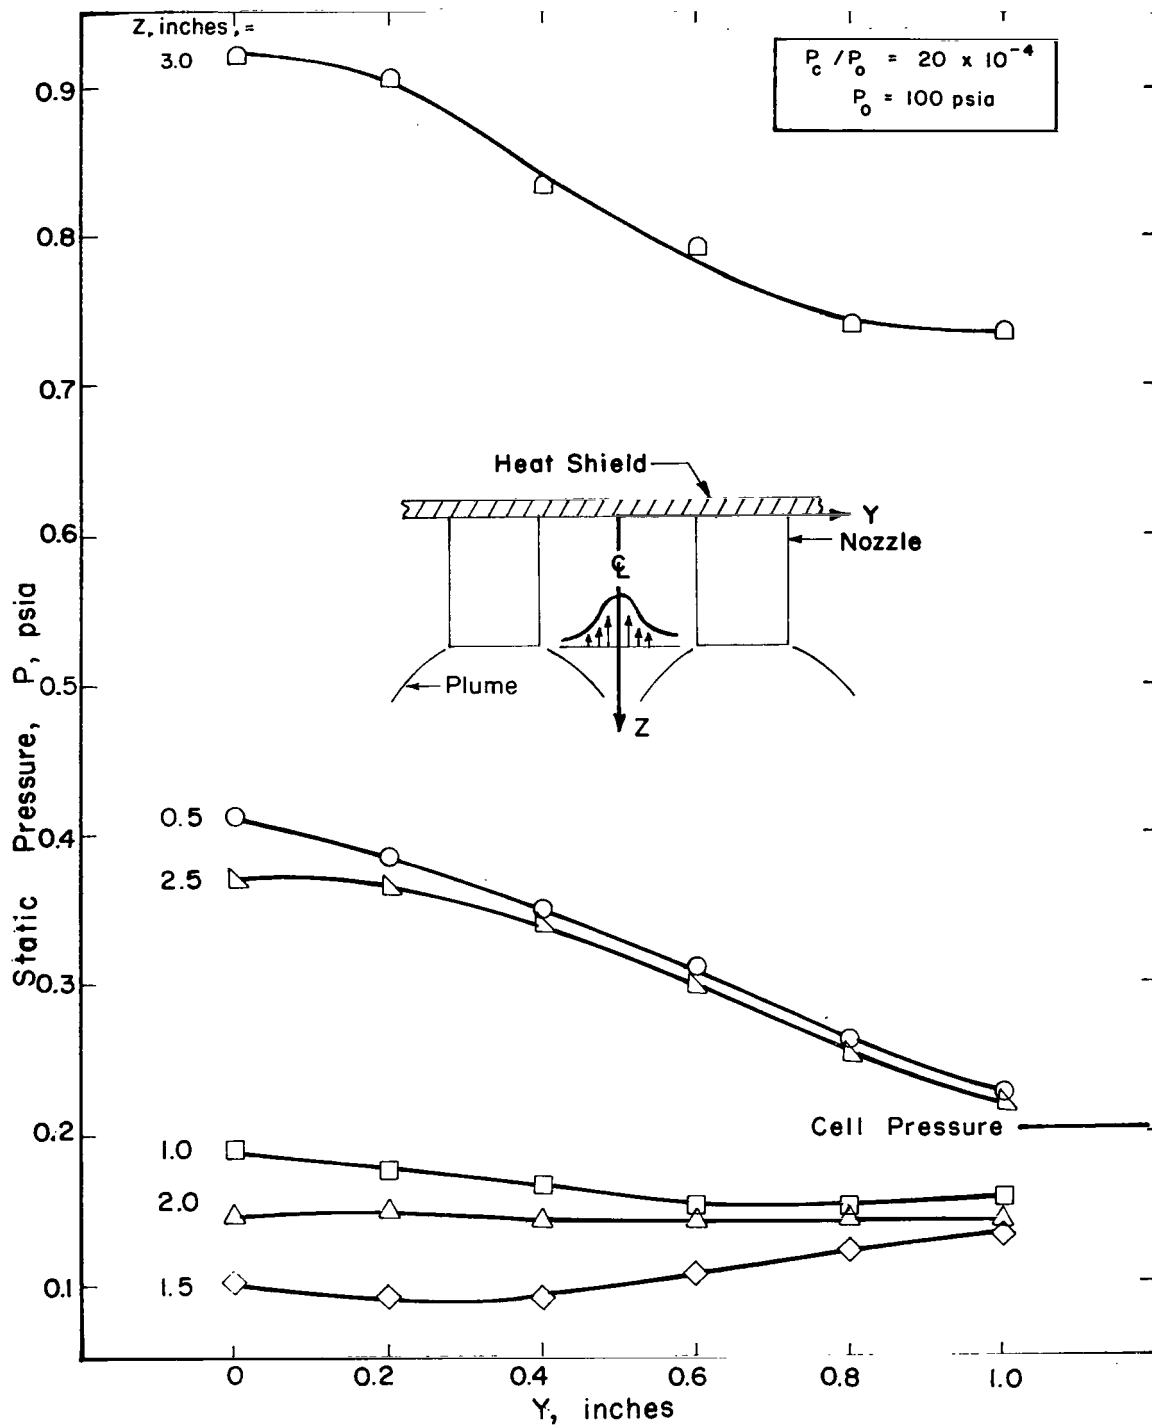 Z, inches, =
3.0
P_c /P_o = 20 x 10^-4
P_o = 100 psia
0.9
0.8
0.7
0.6
0.5
0.4
0.3
0.2
0.1
Static Pressure, P, psia
Heat Shield
Y
Nozzle
℄
Plume
Z
0.5
2.5
Cell Pressure
1.0
2.0
1.5
0 0.2 0.4 0.6 0.8 1.0
Y, inches